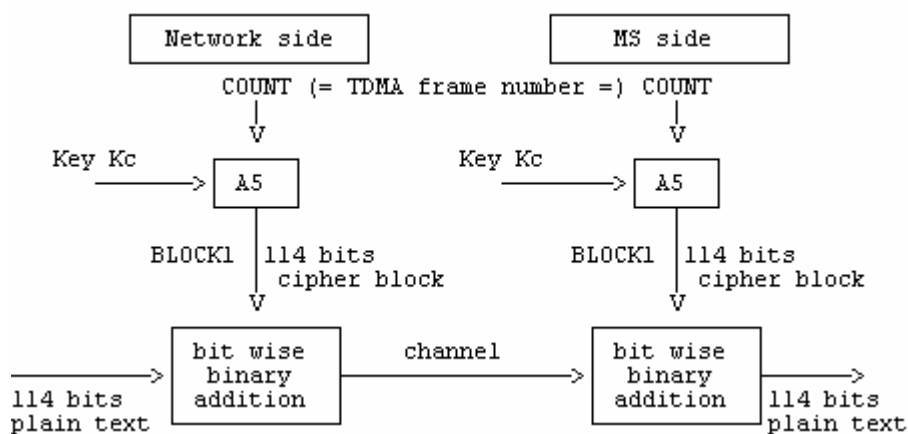 Network side
MS side
COUNT (= TDMA frame number =) COUNT
Key Kc
A5
Key Kc
A5
BLOCK1
114 bits
cipher block
BLOCK1
114 bits
cipher block
bit wise
binary
addition
channel
bit wise
binary
addition
114 bits
plain text
114 bits
plain text